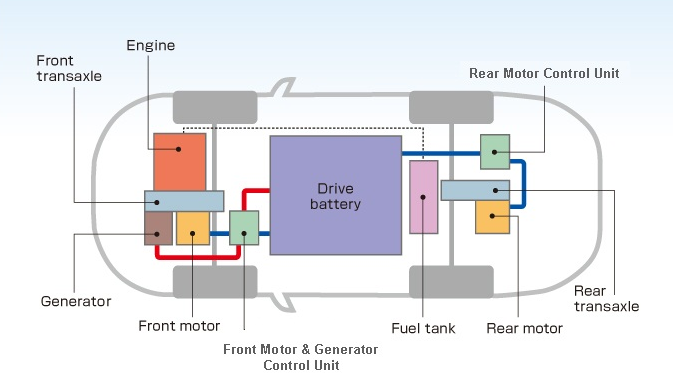 Engine
Front
transaxle
Rear Motor Control Unit
Drive
battery
Generator
Front motor
Front Motor & Generator
Control Unit
Fuel tank
Rear motor
Rear
transaxle